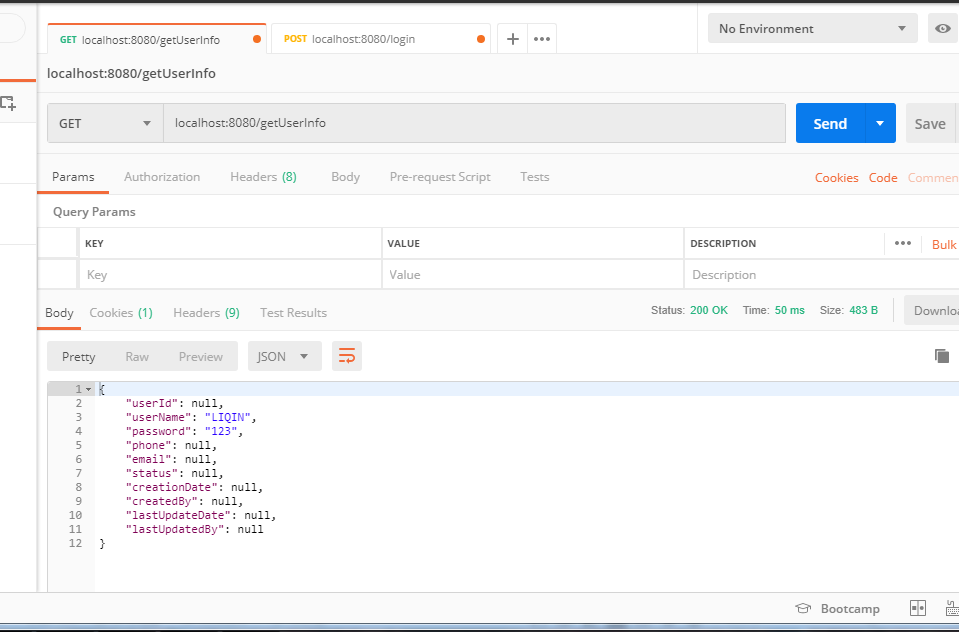 GET localhost:8080/getUserInfo POST localhost:8080/login No Environment
localhost:8080/getUserInfo
GET localhost:8080/getUserInfo Send Save
Params Authorization Headers (8) Body Pre-request Script Tests Cookies Code Commen
Query Params
KEY VALUE DESCRIPTION Bulk
Key Value Description
Body Cookies (1) Headers (9) Test Results Status: 200 OK Time: 50 ms Size: 483 B Downloa
Pretty Raw Preview JSON
1 {
2 "userId": null,
3 "userName": "LIQIN",
4 "password": "123",
5 "phone": null,
6 "email": null,
7 "status": null,
8 "creationDate": null,
9 "createdBy": null,
10 "lastUpdateDate": null,
11 "lastUpdatedBy": null
12 }
Bootcamp